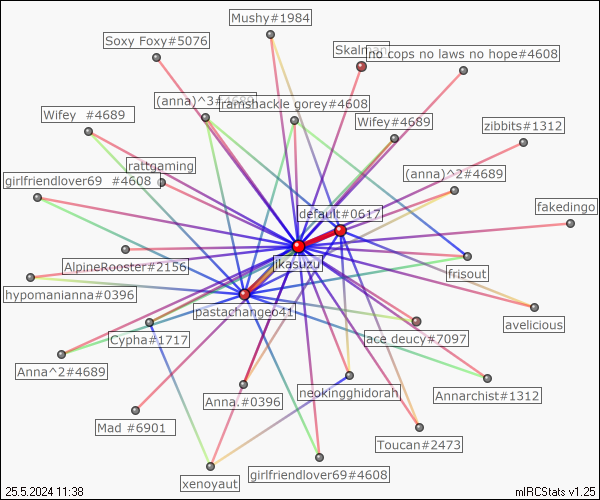 Mushy#1984
Soxy Foxy#5076
Skalman
no cops no laws no hope#4608
(anna)^3#4689
ramshackle gorey#4608
Wifey  #4689
Wifey#4689
zibbits#1312
rattgaming
(anna)^2#4689
girlfriendlover69  #4608
default#0617
fakedingo
ikasuzu
AlpineRooster#2156
frisout
hypomanianna#0396
pastachangeo41
avelicious
Cypha#1717
ace deucy#7097
Anna^2#4689
neokingghidorah
Annarchist#1312
Anna.#0396
Mad #6901
Toucan#2473
xenoyaut
girlfriendlover69#4608
25.5.2024 11:38
mIRCStats v1.25